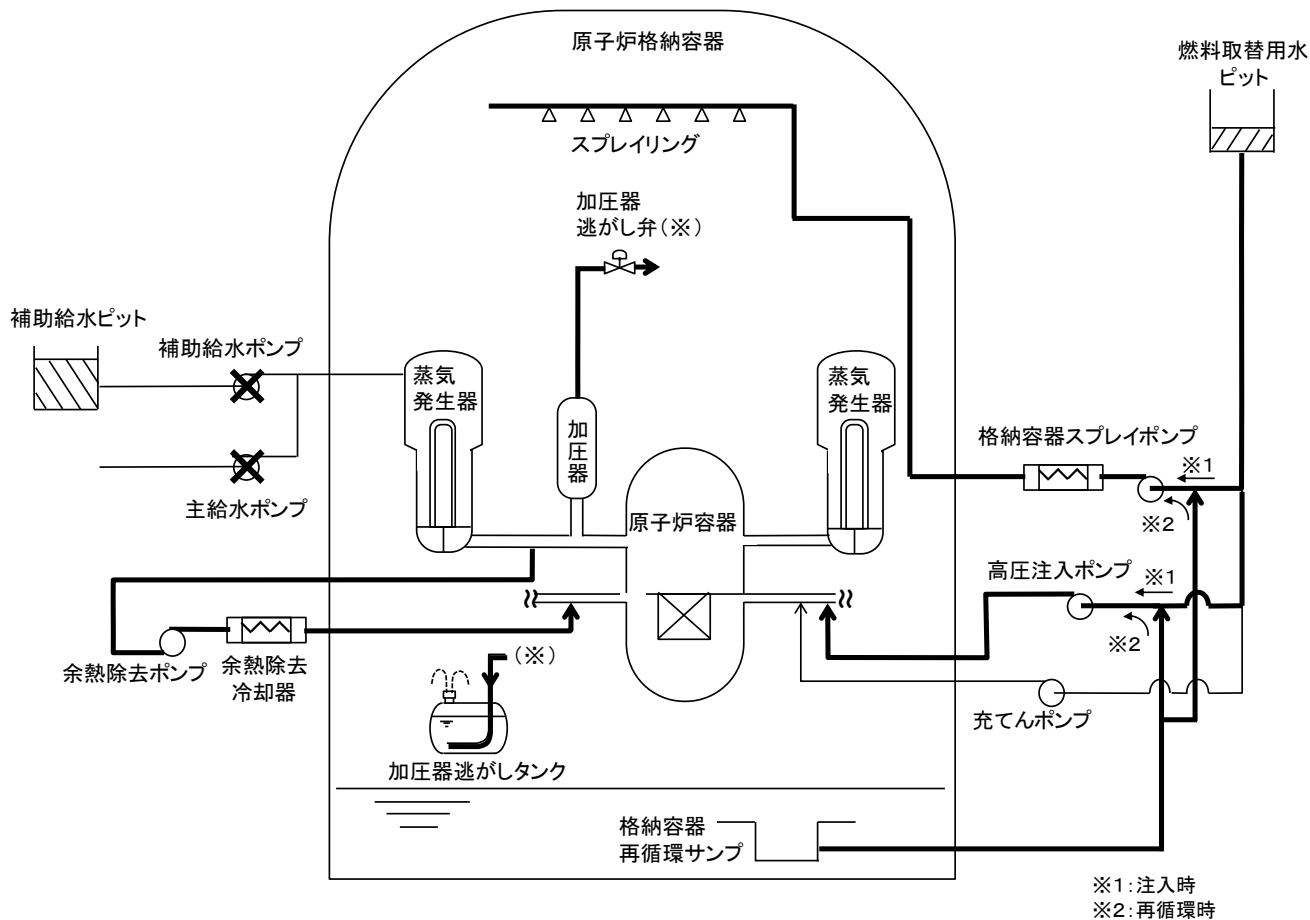 原子炉格納容器
燃料取替用水
ピット
スプレイリング
加圧器
逃がし弁(※)
補助給水ピット
補助給水ポンプ
蒸気
発生器
蒸気
発生器
加
圧
器
格納容器スプレイポンプ
※1
※2
主給水ポンプ
原子炉容器
高圧注入ポンプ
※1
※2
余熱除去ポンプ
余熱除去
冷却器
(※)
充てんポンプ
加圧器逃がしタンク
格納容器
再循環サンプ
※1:注入時
※2:再循環時